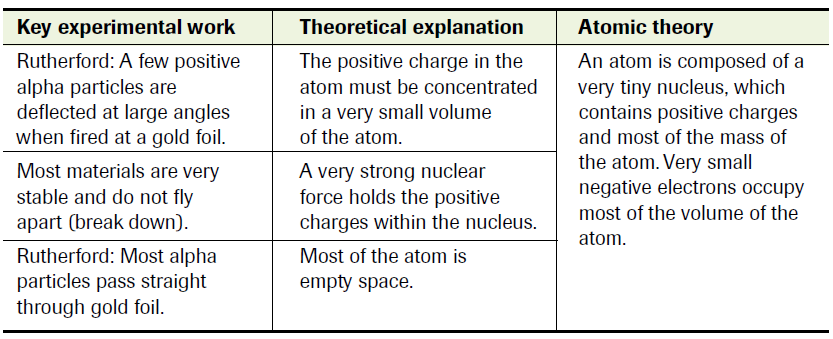 Key experimental work
Theoretical explanation
Atomic theory
Rutherford: A few positive
alpha particles are
deflected at large angles
when fired at a gold foil.
The positive charge in the
atom must be concentrated
in a very small volume
of the atom.
An atom is composed of a
very tiny nucleus, which
contains positive charges
and most of the mass of
the atom. Very small
negative electrons occupy
most of the volume of the
atom.
Most materials are very
stable and do not fly
apart (break down).
A very strong nuclear
force holds the positive
charges within the nucleus.
Rutherford: Most alpha
particles pass straight
through gold foil.
Most of the atom is
empty space.